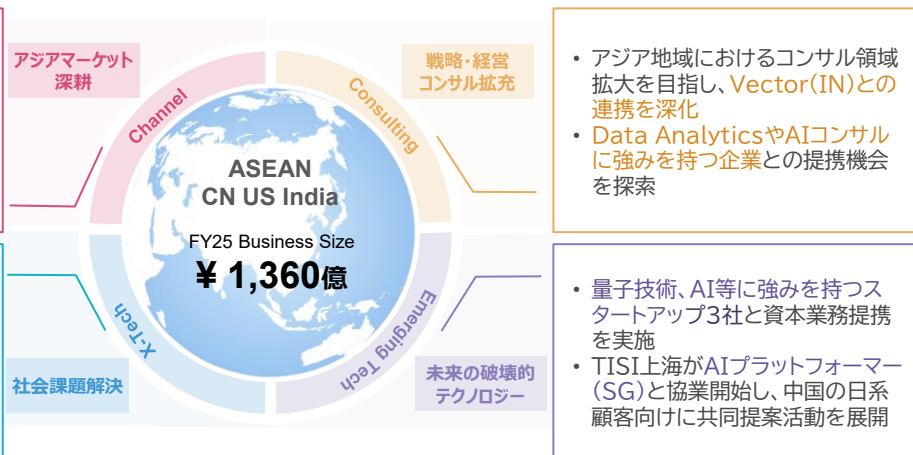 アジアマーケット
深耕
戦略・経営
コンサル拡充
Channel
Consulting
ASEAN
CN US India
FY25 Business Size
¥ 1,360億
X-Tech
Emerging Tech
社会課題解決
未来の破壊的
テクノロジー
• アジア地域におけるコンサル領域
拡大を目指し、Vector(IN)との
連携を深化
• Data AnalyticsやAIコンサル
に強みを持つ企業との提携機会
を探索
• 量子技術、AI等に強みを持つス
タートアップ3社と資本業務提携
を実施
• TISI上海がAIプラットフォーマー
(SG)と協業開始し、中国の日系
顧客向けに共同提案活動を展開